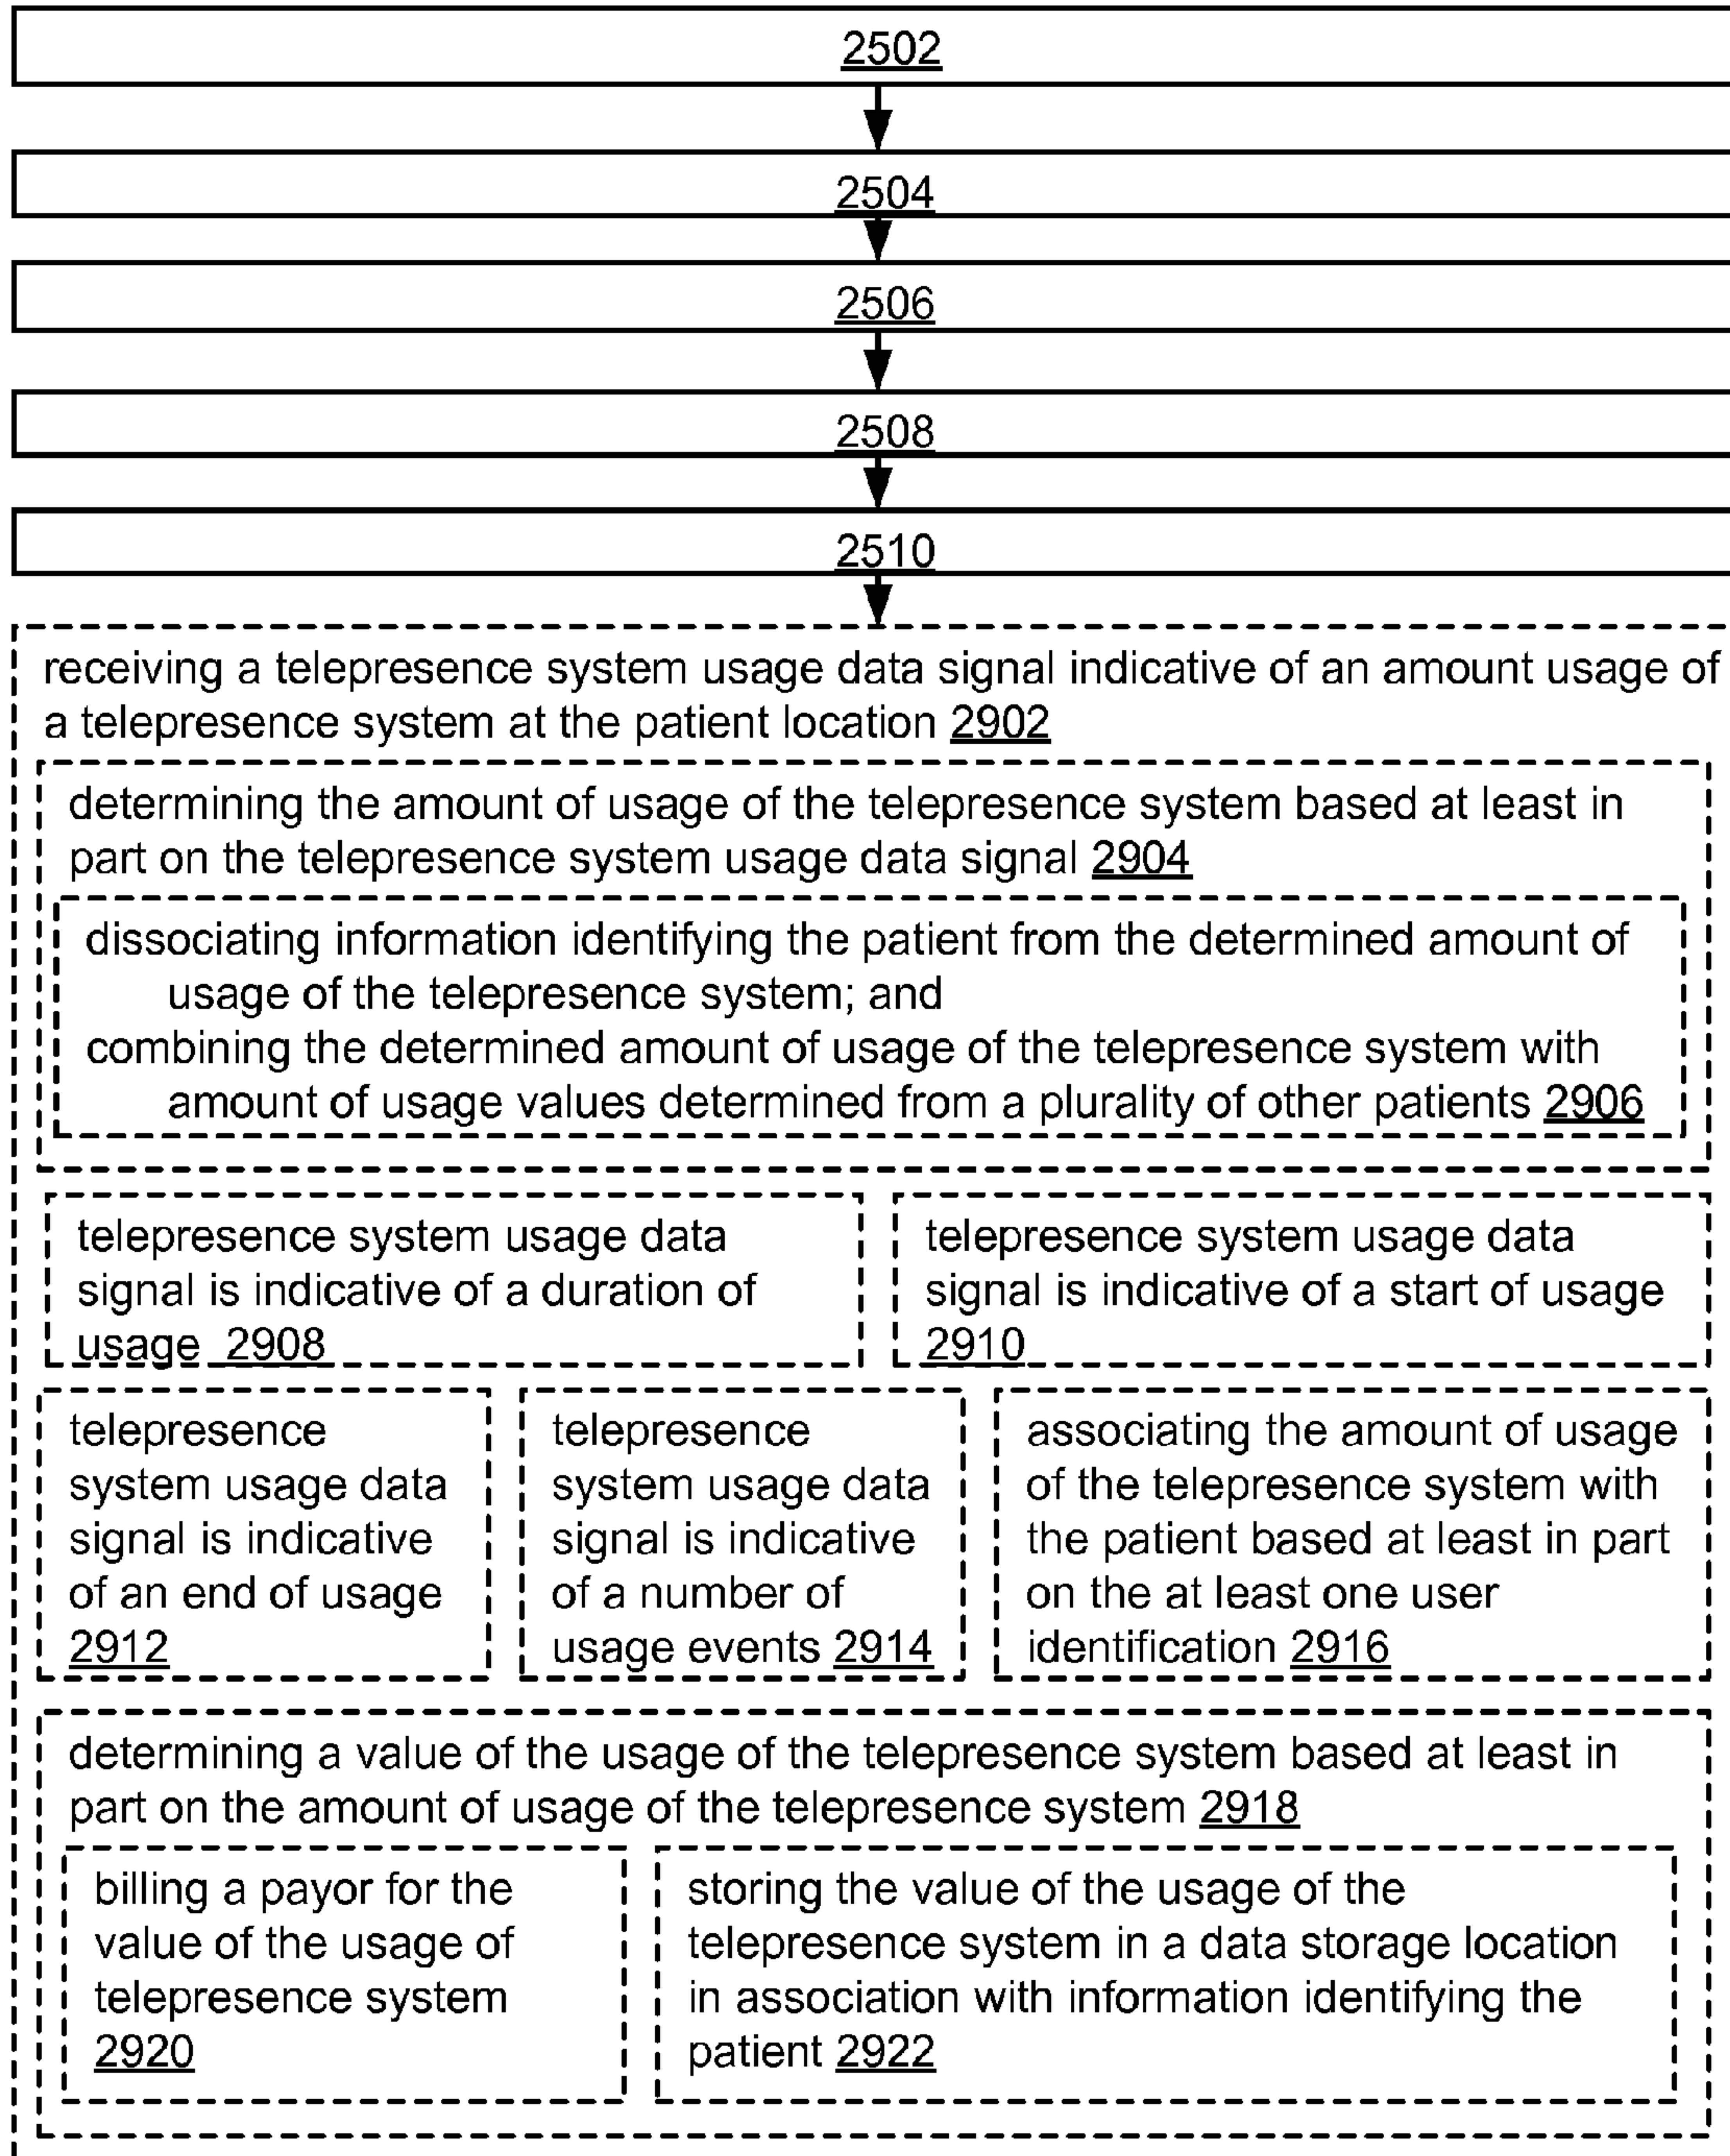 2502
2504
2506
2508
2510
receiving a telepresence system usage data signal indicative of an amount usage of
a telepresence system at the patient location 2902
determining the amount of usage of the telepresence system based at least in
part on the telepresence system usage data signal 2904
dissociating information identifying the patient from the determined amount of
usage of the telepresence system; and
combining the determined amount of usage of the telepresence system with
amount of usage values determined from a plurality of other patients 2906
telepresence system usage data
signal is indicative of a duration of
usage 2908
telepresence system usage data
signal is indicative of a start of usage
2910
telepresence
system usage data
signal is indicative
of an end of usage
2912
telepresence
system usage data
signal is indicative
of a number of
usage events 2914
associating the amount of usage
of the telepresence system with
the patient based at least in part
on the at least one user
identification 2916
determining a value of the usage of the telepresence system based at least in
part on the amount of usage of the telepresence system 2918
billing a payor for the
value of the usage of
telepresence system
2920
storing the value of the usage of the
telepresence system in a data storage location
in association with information identifying the
patient 2922